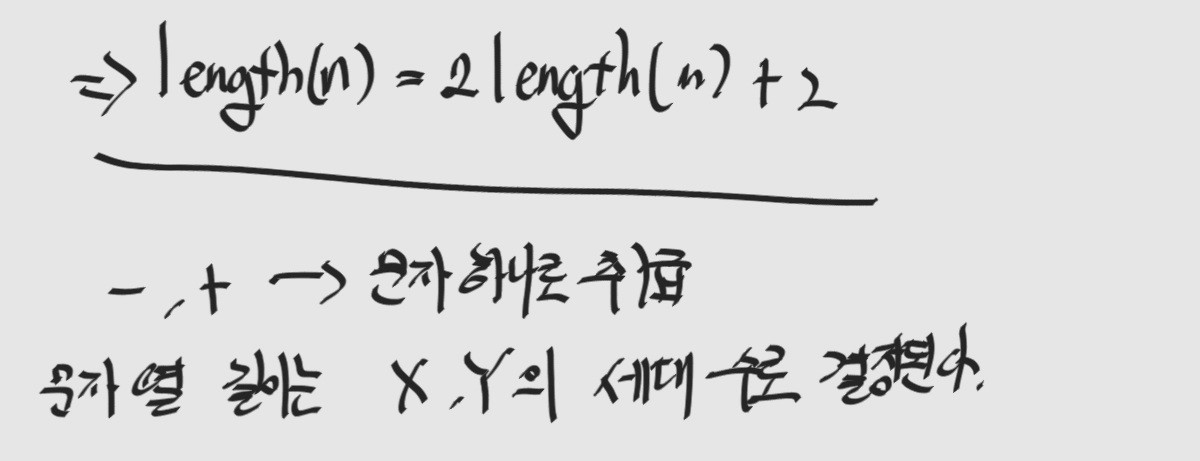 => length(n) = 2length(n) + 2
-, + -> 문자 하나로 취급
문자열 길이는 X, Y의 세대 수로 결정된다.